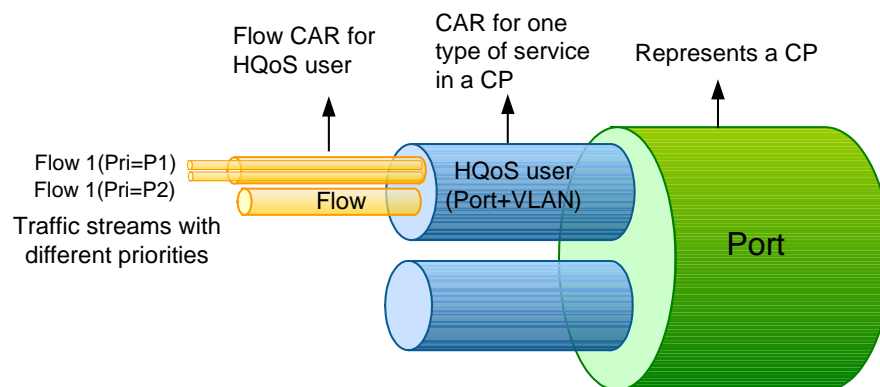 Flow CAR for
HQoS user
CAR for one
type of service
in a CP
Represents a CP
Flow 1(Pri=P1)
Flow 1(Pri=P2)
Traffic streams with
different priorities
Flow
HQoS user
(Port+VLAN)
Port